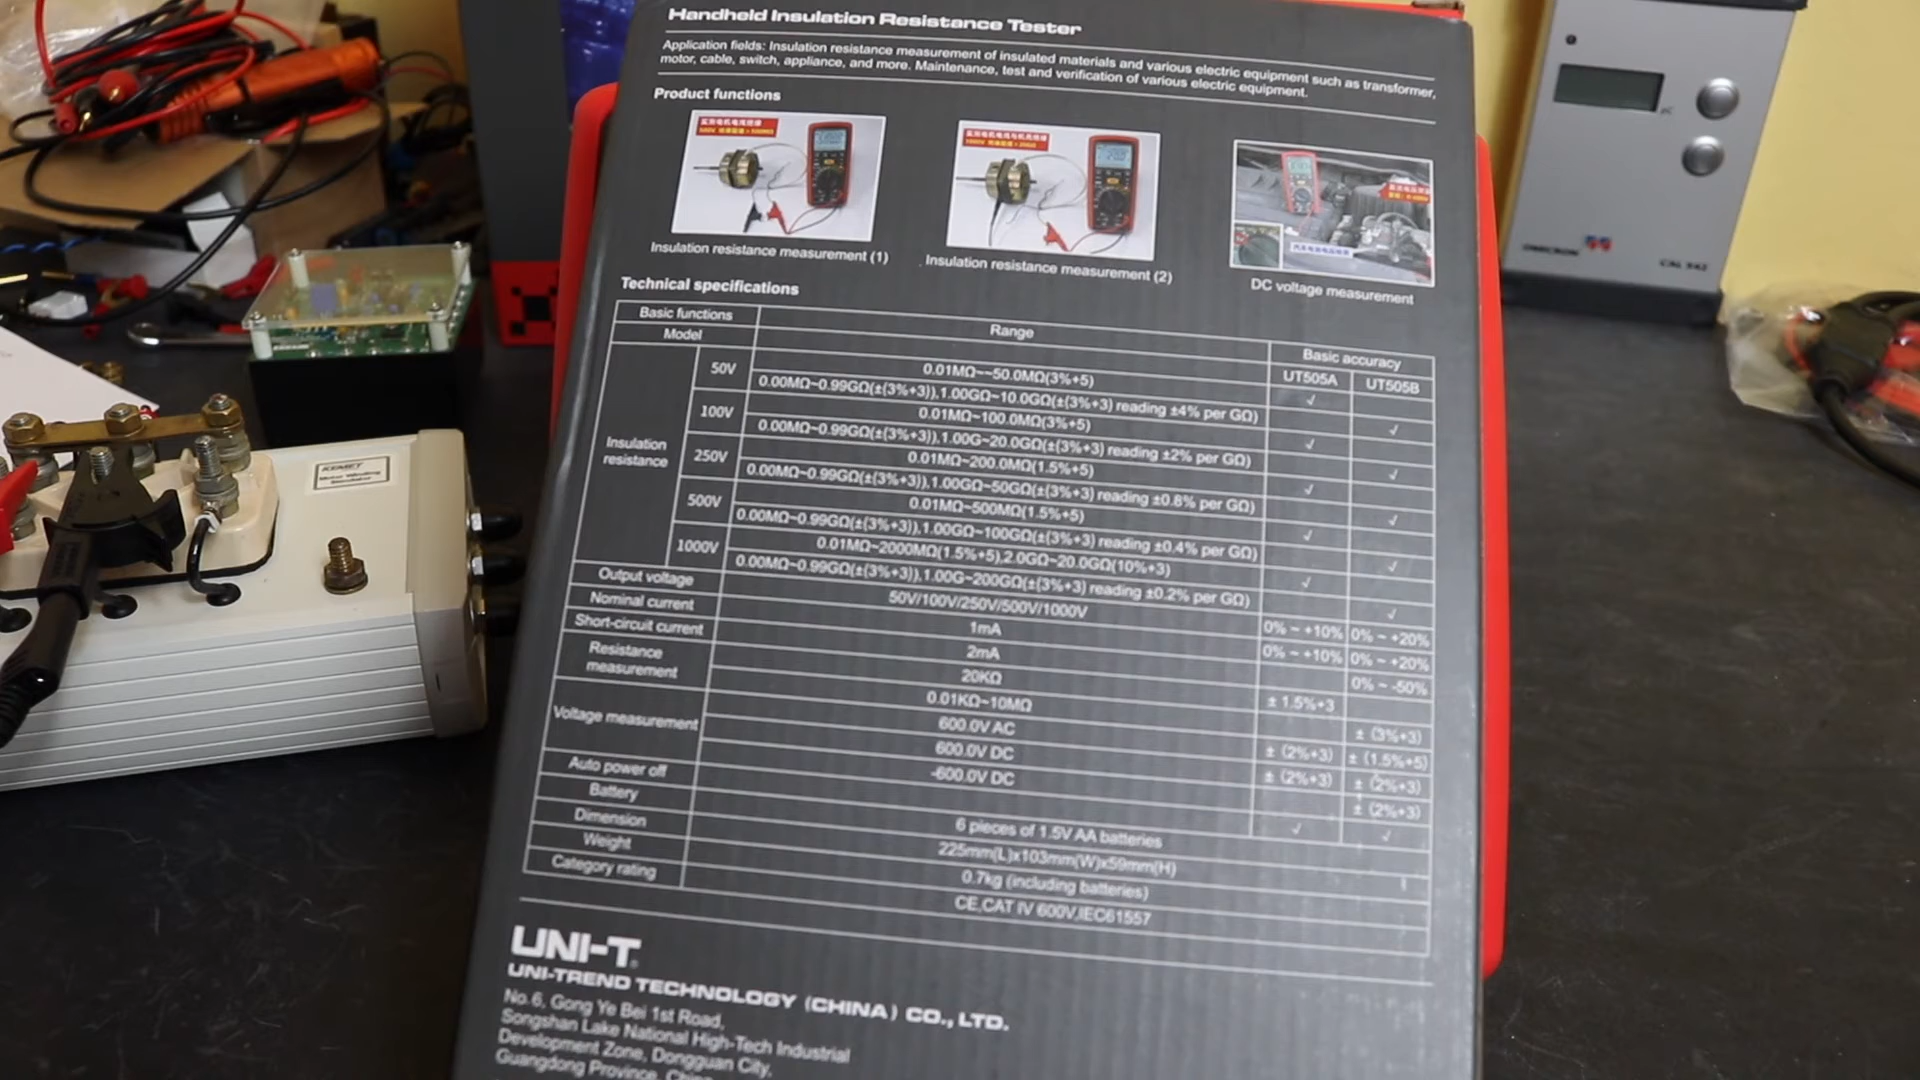 Handheld Insulation Resistance Tester
Application fields: Insulation resistance measurement of insulated materials and various electric equipment such as transformer,
motor, cable, switch, appliance, and more. Maintenance, test and verification of various electric equipment.
Product functions
Insulation resistance measurement (1)
Insulation resistance measurement (2)
DC voltage measurement
Technical specifications
Basic functions
Model
Range
Basic accuracy
UT505A
UT505B
Insulation
resistance
50V
0.01MΩ~~50.0MΩ(3%+5)
√
0.00MΩ~0.99GΩ(±(3%+3)),1.00GΩ~10.0GΩ(±(3%+3) reading ±4% per GΩ)
√
100V
0.01MΩ~100.0MΩ(3%+5)
√
0.00MΩ~0.99GΩ(±(3%+3)),1.00G~20.0GΩ(±(3%+3) reading ±2% per GΩ)
√
250V
0.01MΩ~200.0MΩ(1.5%+5)
√
0.00MΩ~0.99GΩ(±(3%+3)),1.00GΩ~50GΩ(±(3%+3) reading ±0.8% per GΩ)
√
500V
0.01MΩ~500MΩ(1.5%+5)
√
0.00MΩ~0.99GΩ(±(3%+3)),1.00GΩ~100GΩ(±(3%+3) reading ±0.4% per GΩ)
√
1000V
0.01MΩ~2000MΩ(1.5%+5),2.0GΩ~20.0GΩ(10%+3)
√
0.00MΩ~0.99GΩ(±(3%+3)),1.00G~200GΩ(±(3%+3) reading ±0.2% per GΩ)
√
Output voltage
50V/100V/250V/500V/1000V
0% ~ +10%
0% ~ +20%
Nominal current
1mA
0% ~ +10%
0% ~ +20%
Short-circuit current
2mA
0% ~ -50%
Resistance
measurement
20KΩ
± 1.5%+3
0.01KΩ~10MΩ
± (3%+3)
Voltage measurement
600.0V AC
± (2%+3)
± (1.5%+5)
600.0V DC
± (2%+3)
± (2%+3)
-600.0V DC
± (2%+3)
Auto power off
√
√
Battery
6 pieces of 1.5V AA batteries
Dimension
225mm(L)x103mm(W)x59mm(H)
Weight
0.7kg (including batteries)
Category rating
CE,CAT IV 600V,IEC61557
UNI-T
UNI-TREND TECHNOLOGY (CHINA) CO., LTD.
No.6, Gong Ye Bei 1st Road,
Songshan Lake National High-Tech Industrial
Development Zone, Dongguan City,
Guangdong Province, China
KEMET
Motor Winding
Simulator
OMICRON